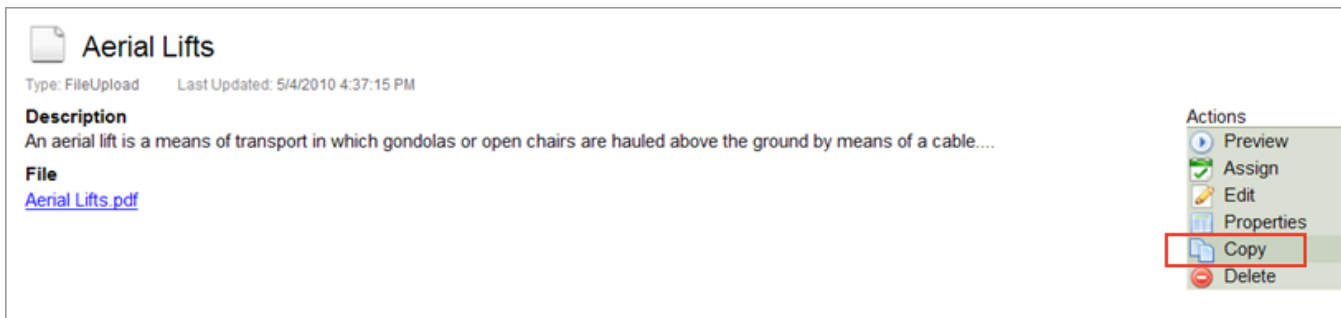 Aerial Lifts
Type: FileUpload Last Updated: 5/4/2010 4:37:15 PM
Description
An aerial lift is a means of transport in which gondolas or open chairs are hauled above the ground by means of a cable....
File
Aerial Lifts.pdf
Actions
Preview
Assign
Edit
Properties
Copy
Delete